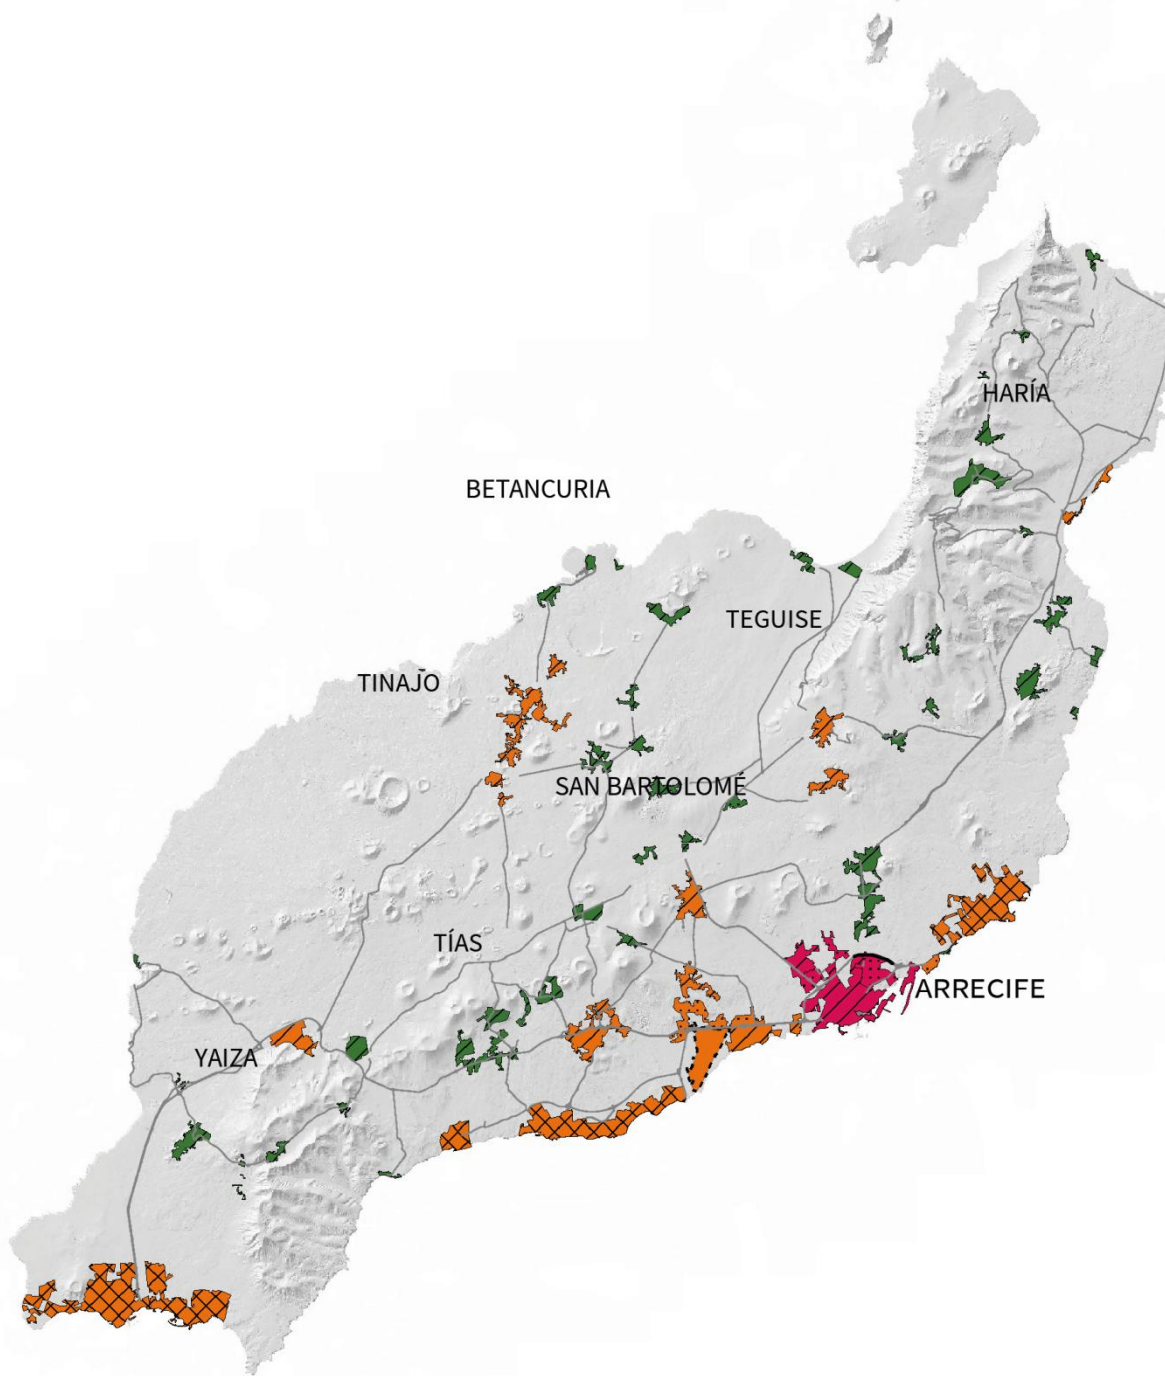 HARÍA
BETANCURIA
TEGUISE
TINAJO
SAN BARTOLOMÉ
TÍAS
ARRECIFE
YAIZA